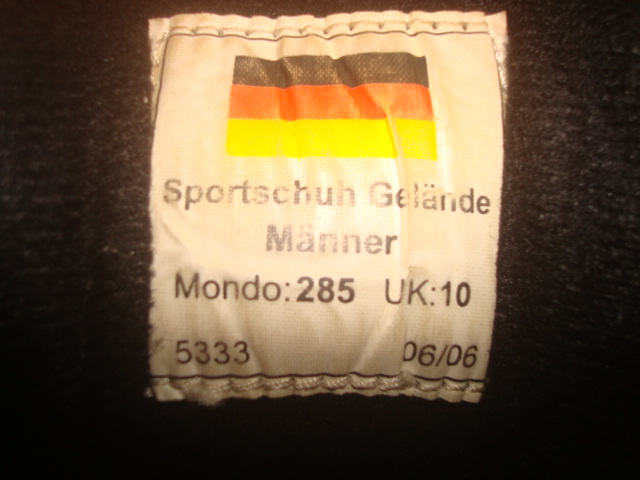 Sportschuh Gelände
Männer
Mondo: 285 UK: 10
5333 06/06